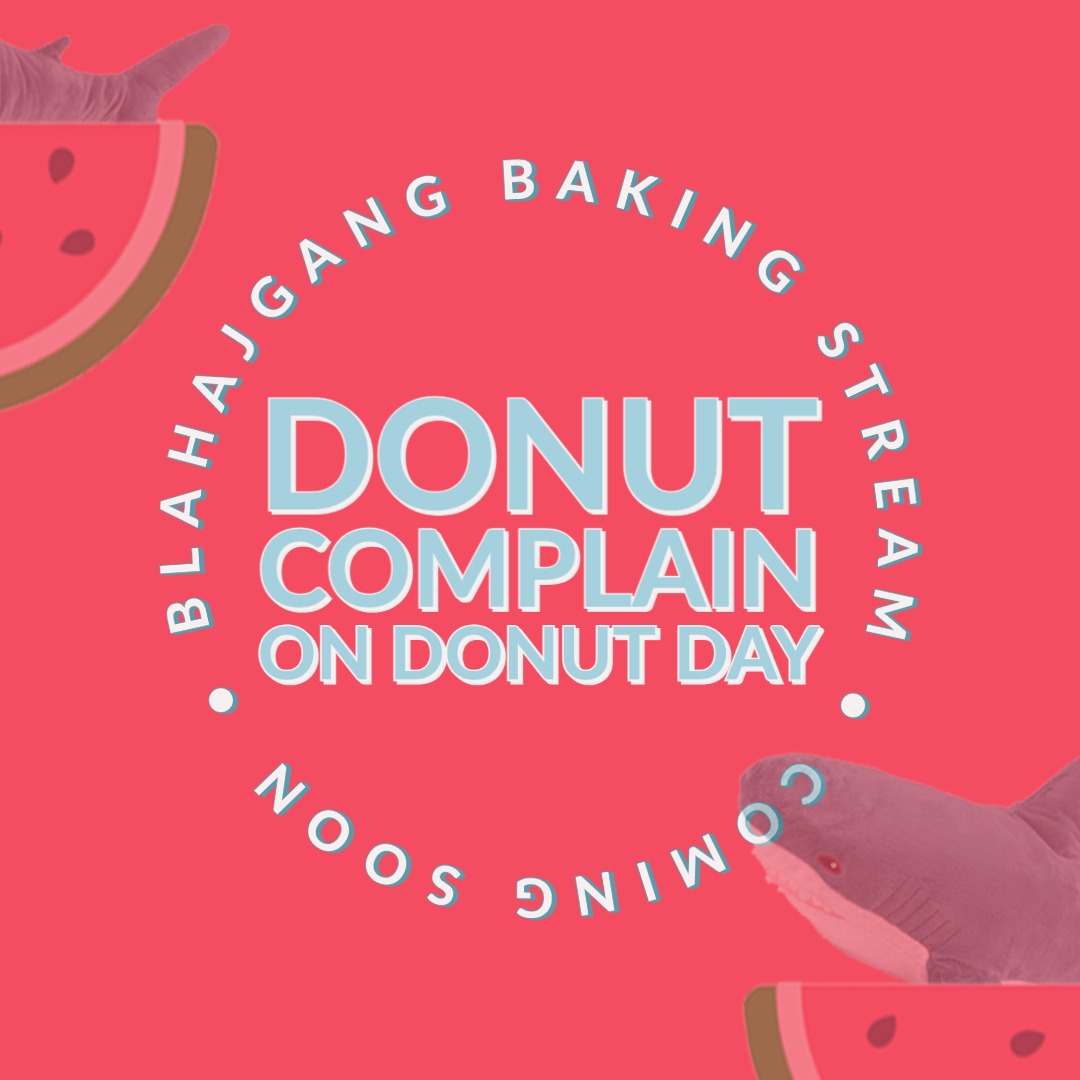 BLAHAJGANG BAKING STREAM
DONUT
COMPLAIN
ON DONUT DAY
• COMING SOON •